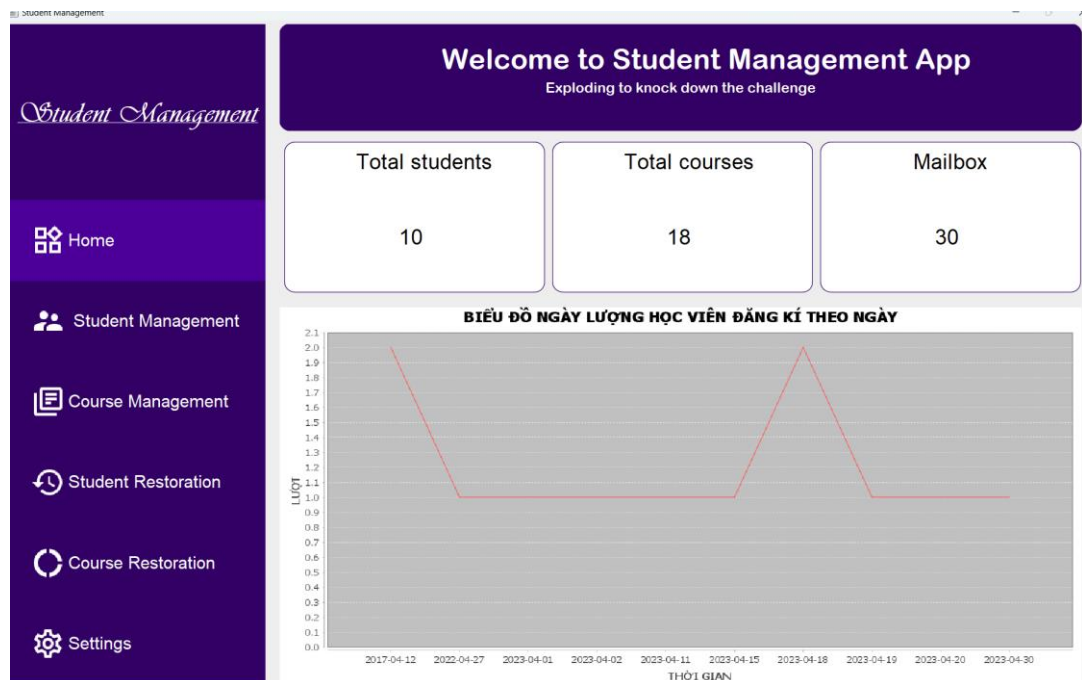 Student Management
Student Management
Home
Student Management
Course Management
Student Restoration
Course Restoration
Settings
Welcome to Student Management App
Exploding to knock down the challenge
Total students
10
Total courses
18
Mailbox
30
BIỂU ĐỒ NGÀY LƯỢNG HỌC VIÊN ĐĂNG KÍ THEO NGÀY
LƯỢT
2.1
2.0
1.9
1.8
1.7
1.6
1.5
1.4
1.3
1.2
1.1
1.0
0.9
0.8
0.7
0.6
0.5
0.4
0.3
0.2
0.1
0.0
2017-04-12 2022-04-27 2023-04-01 2023-04-02 2023-04-11 2023-04-15 2023-04-18 2023-04-19 2023-04-20 2023-04-30
THỜI GIAN